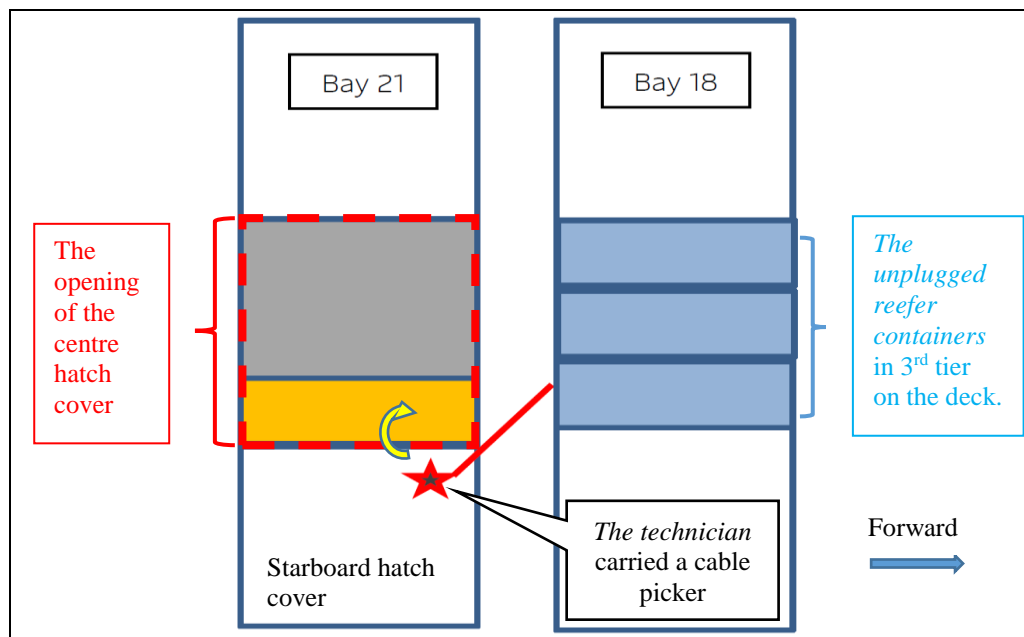 Bay 21
Bay 18
The
opening
of the
centre
hatch
cover
The
unplugged
reefer
containers
in 3rd tier
on the deck.
The technician
carried a cable
picker
Forward
Starboard hatch
cover